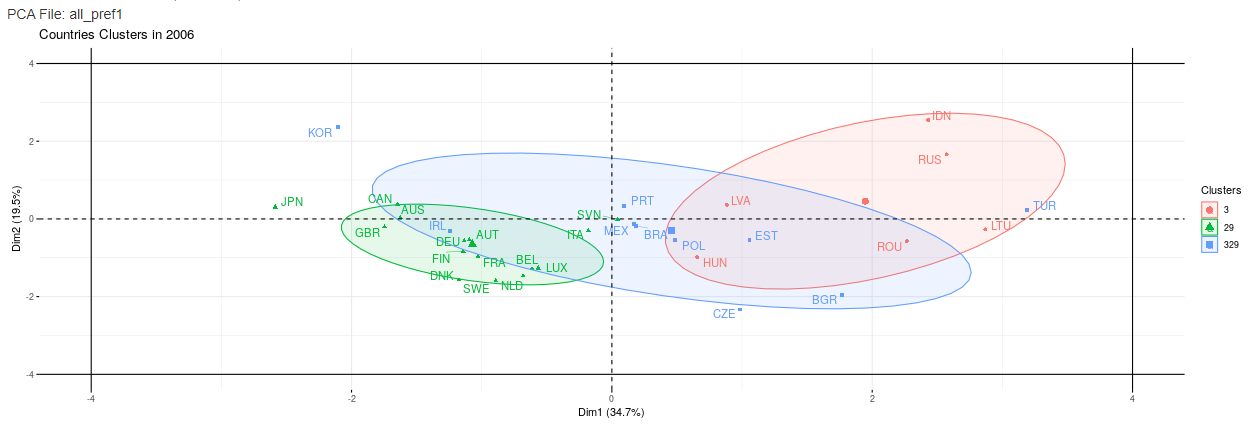 PCA File: all_pref1
Countries Clusters in 2006
4
IDN
KOR
2
RUS
JPN
CAN
PRT
LVA
TUR
AUS
SVN
0
GBR
IRL
MEX
BRA
LTU
DEU
AUT
ITA
EST
POL
ROU
FIN
FRA
BEL
LUX
HUN
DNK
SWE
NLD
-2
BGR
CZE
-4
-4
-2
0
2
4
Dim1 (34.7%)
Dim2 (19.5%)
Clusters
3
29
329